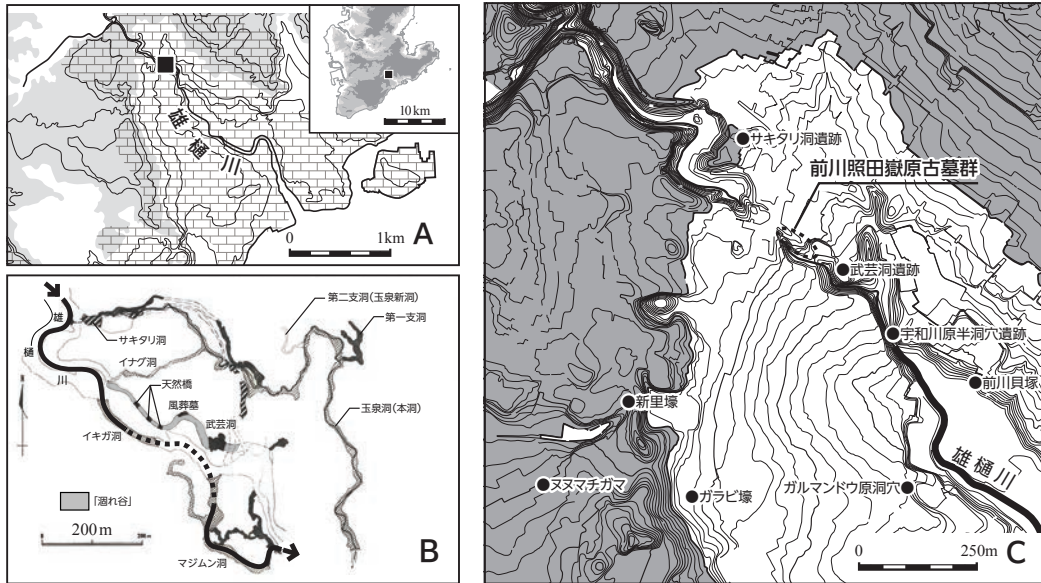 10 km
雄樋川
0 1km
A
雄樋川
第二支洞(玉泉新洞)
第一支洞
サキタリ洞
イナグ洞
天然橋
風葬墓
武芸洞
玉泉洞(本洞)
イキガ洞
「涸れ谷」
200m
マジムン洞
B
サキタリ洞遺跡
前川照田嶽原古墓群
武芸洞遺跡
宇和川原半洞穴遺跡
前川貝塚
新里壕
雄樋川
ヌヌマチガマ
ガラビ壕
ガルマンドウ原洞穴
0 250m
C